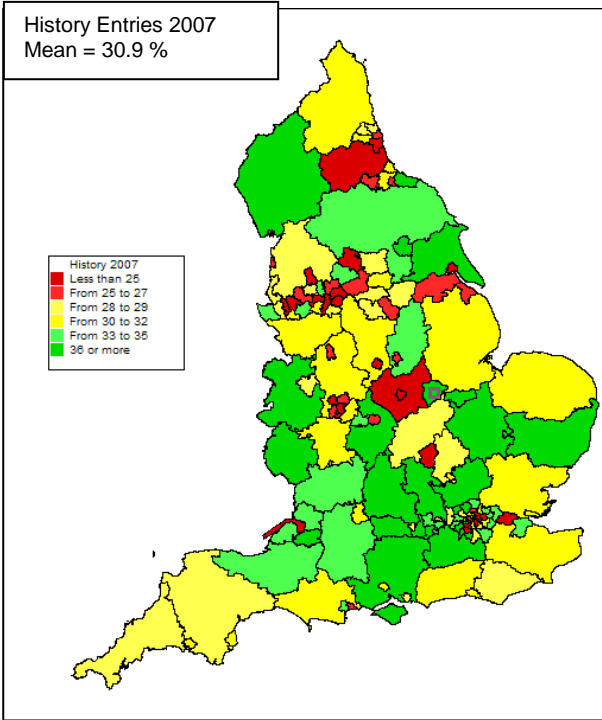 History Entries 2007
Mean = 30.9 %
History 2007
Less than 25
From 25 to 27
From 28 to 29
From 30 to 32
From 33 to 35
36 or more